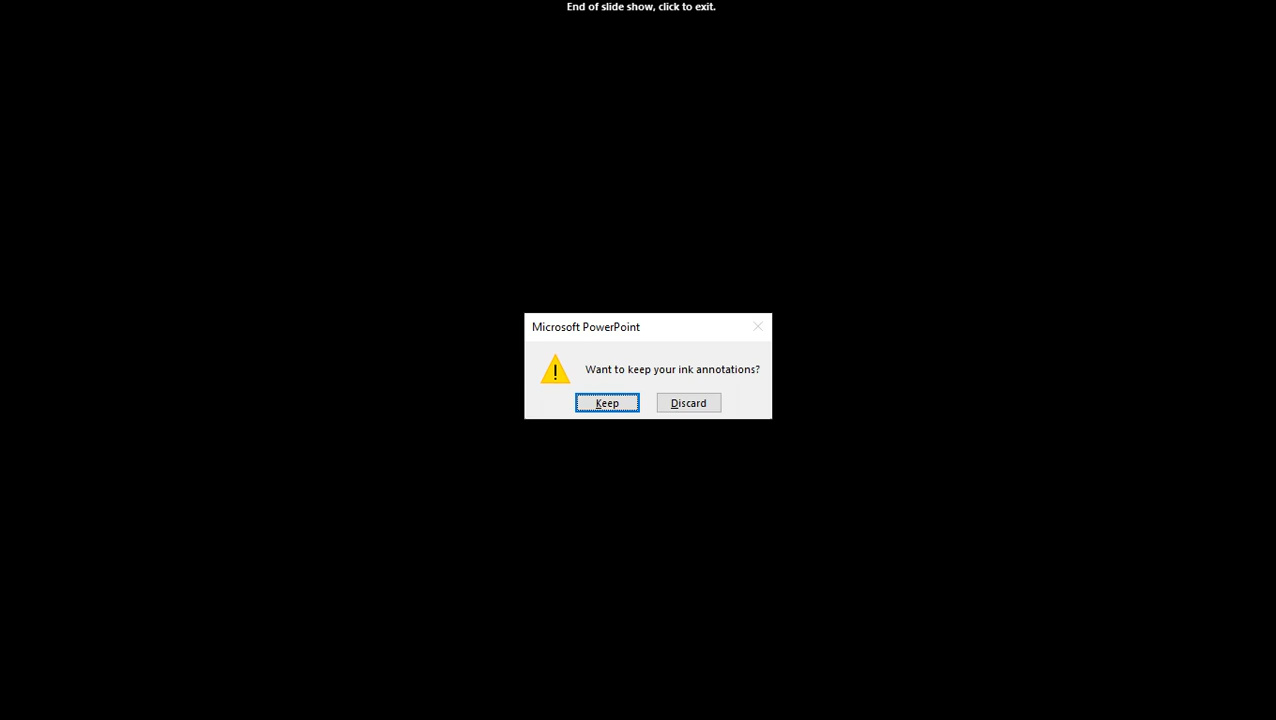 End of slide show, click to exit.
Microsoft PowerPoint
Want to keep your ink annotations?
Keep
Discard